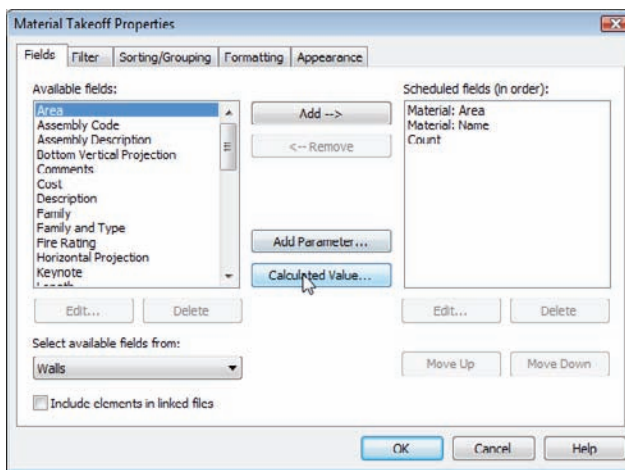 Material Takeoff Properties
Fields Filter Sorting/Grouping Formatting Appearance
Available fields:
Area
Assembly Code
Assembly Description
Bottom Vertical Projection
Comments
Cost
Description
Family
Family and Type
Fire Rating
Horizontal Projection
Keynote
Add -->
<-- Remove
Add Parameter...
Calculated Value...
Scheduled fields (in order):
Material: Area
Material: Name
Count
Edit... Delete
Edit... Delete
Select available fields from:
Walls
Move Up Move Down
Include elements in linked files
OK Cancel Help